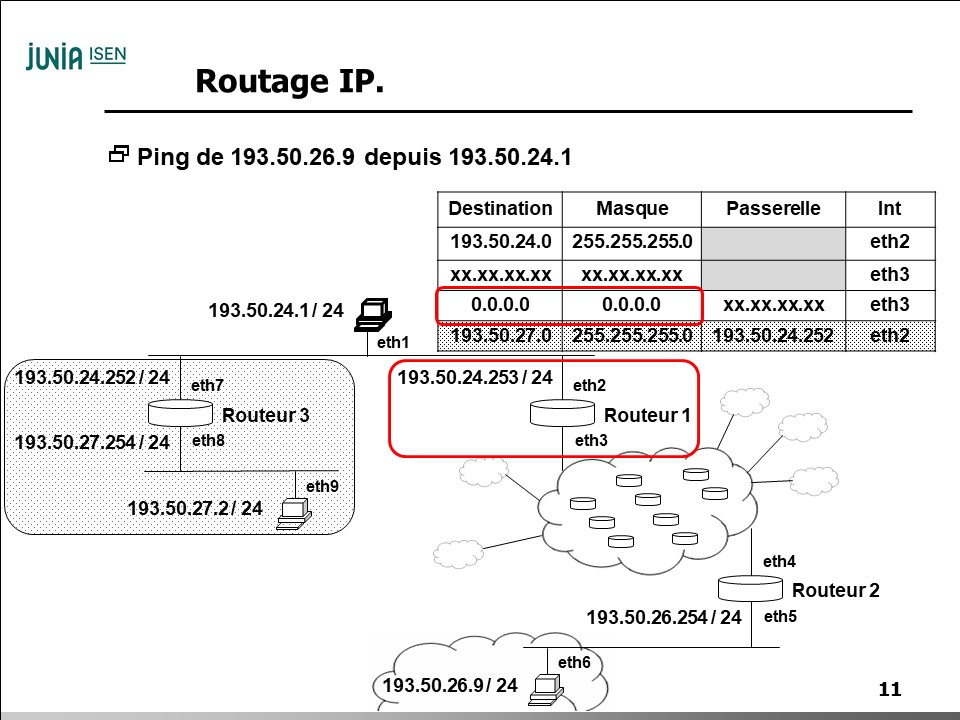 JUNIA ISEN
Routage IP.
Ping de 193.50.26.9 depuis 193.50.24.1
Destination Masque Passerelle Int
193.50.24.0 255.255.255.0 eth2
xx.xx.xx.xx xx.xx.xx.xx eth3
0.0.0.0 0.0.0.0 xx.xx.xx.xx eth3
193.50.27.0 255.255.255.0 193.50.24.252 eth2
193.50.24.1 / 24
eth1
193.50.24.252 / 24
eth7
Routeur 3
193.50.27.254 / 24
eth8
eth9
193.50.27.2 / 24
193.50.24.253 / 24
eth2
Routeur 1
eth3
eth4
Routeur 2
193.50.26.254 / 24
eth5
eth6
193.50.26.9 / 24
11